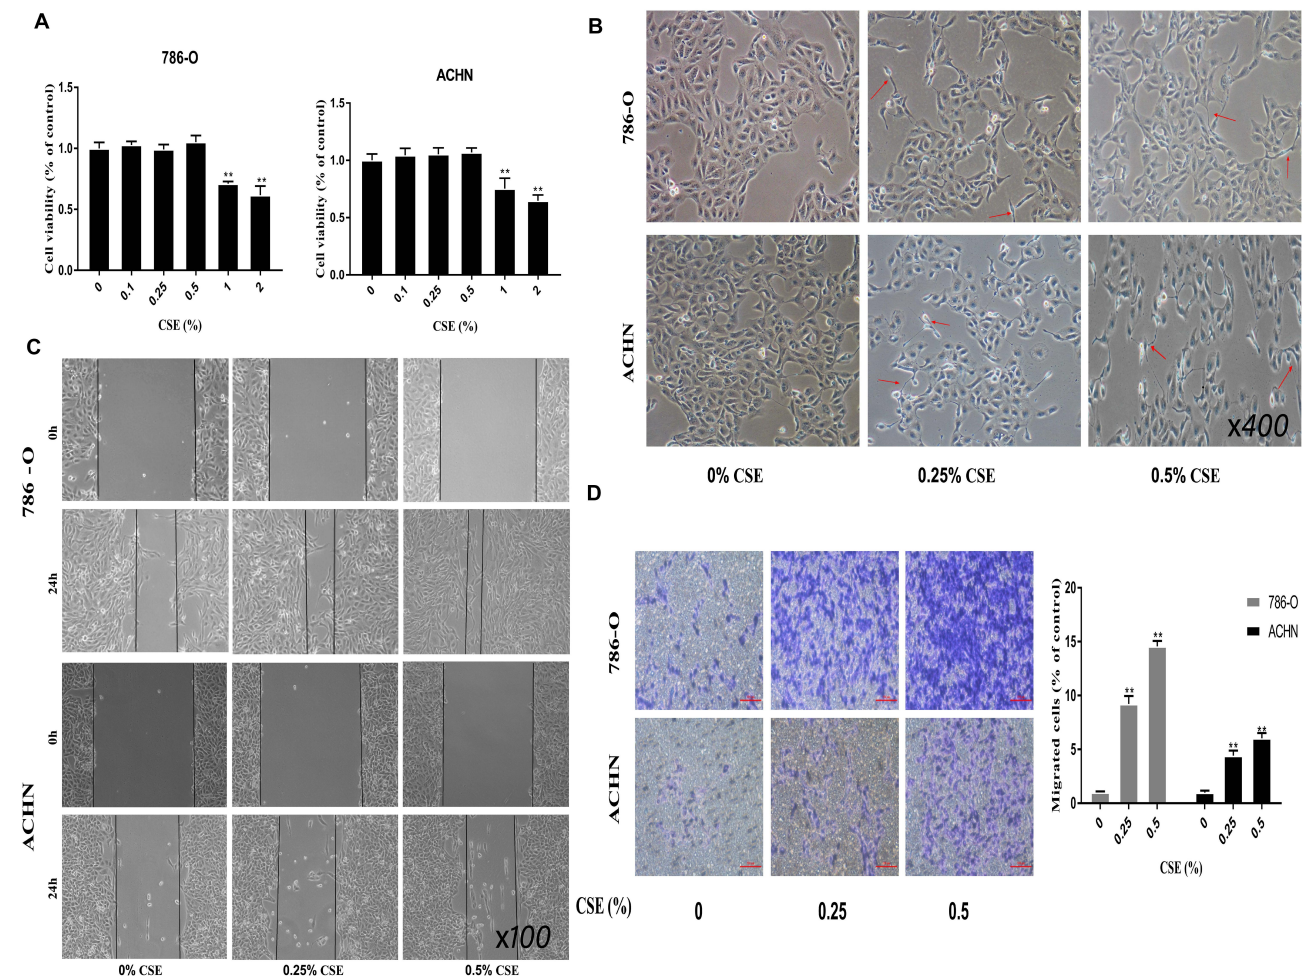 A
786-O
Cell viability (% of control)
1.5
1.0
0.5
0.0
** **
0 0.1 0.25 0.5 1 2
CSE (%)
ACHN
Cell viability (% of control)
1.5
1.0
0.5
0.0
** **
0 0.1 0.25 0.5 1 2
CSE (%)
B
786-O
ACHN
x400
0% CSE 0.25% CSE 0.5% CSE
C
786 -O
0h
24h
ACHN
0h
24h
x100
0% CSE 0.25% CSE 0.5% CSE
D
786-O
ACHN
CSE (%) 0 0.25 0.5
Migrated cells (% of control)
20
15
10
5
0
786-O
ACHN
** ** ** **
0 0.25 0.5 0 0.25 0.5
CSE (%)